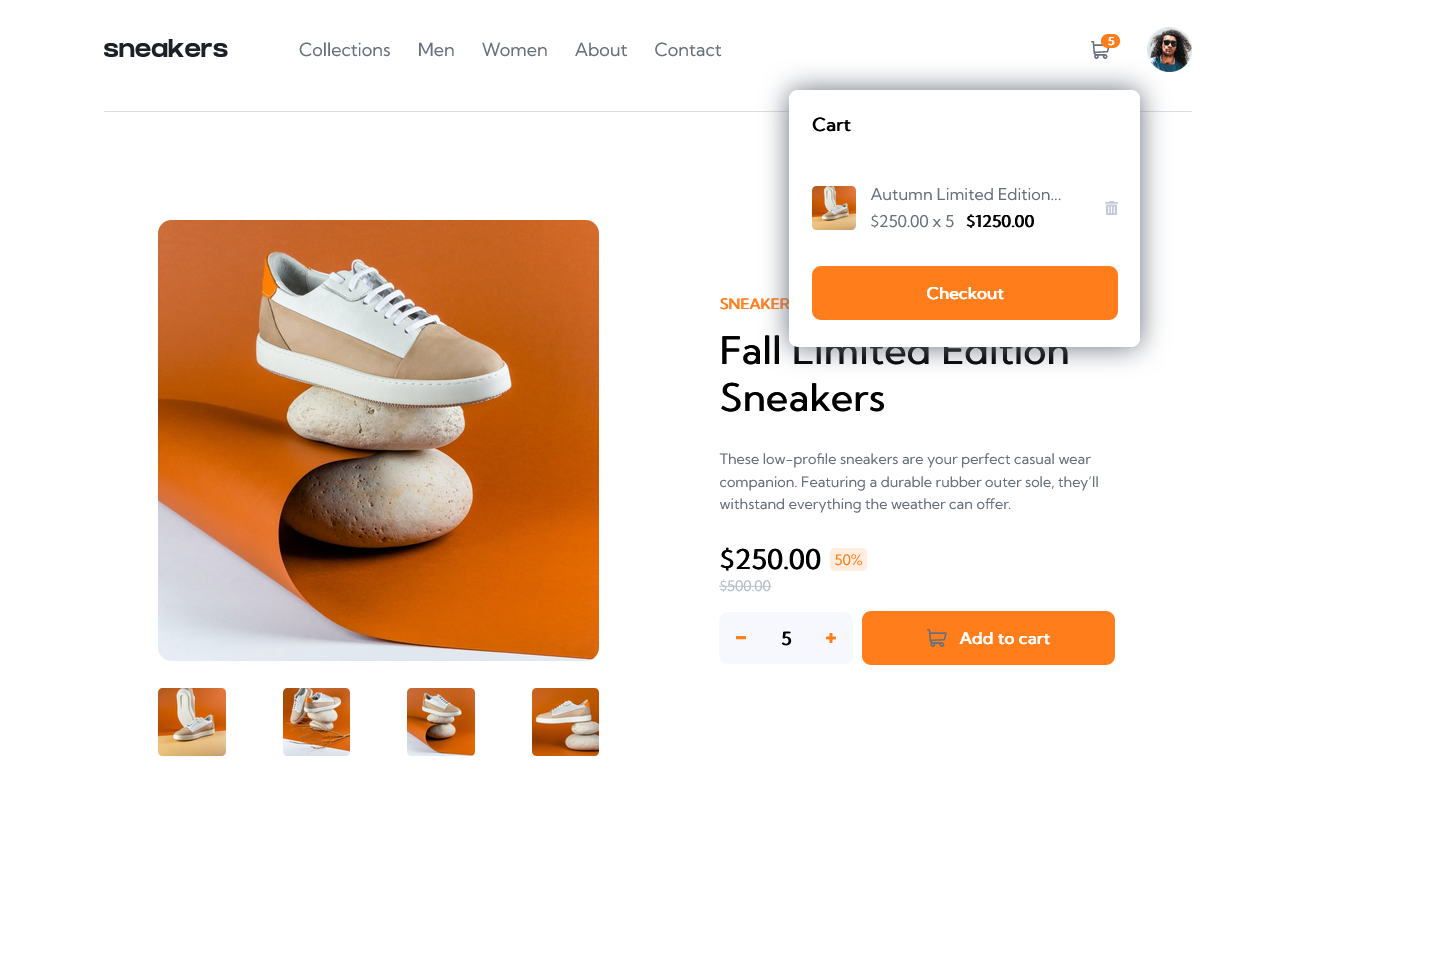 sneakers
Collections Men Women About Contact
5
Cart
Autumn Limited Edition...
$250.00 x 5 $1250.00
Checkout
SNEAKER
Fall Limited Edition
Sneakers
These low-profile sneakers are your perfect casual wear
companion. Featuring a durable rubber outer sole, they'll
withstand everything the weather can offer.
$250.00 50%
$500.00
- 5 + Add to cart